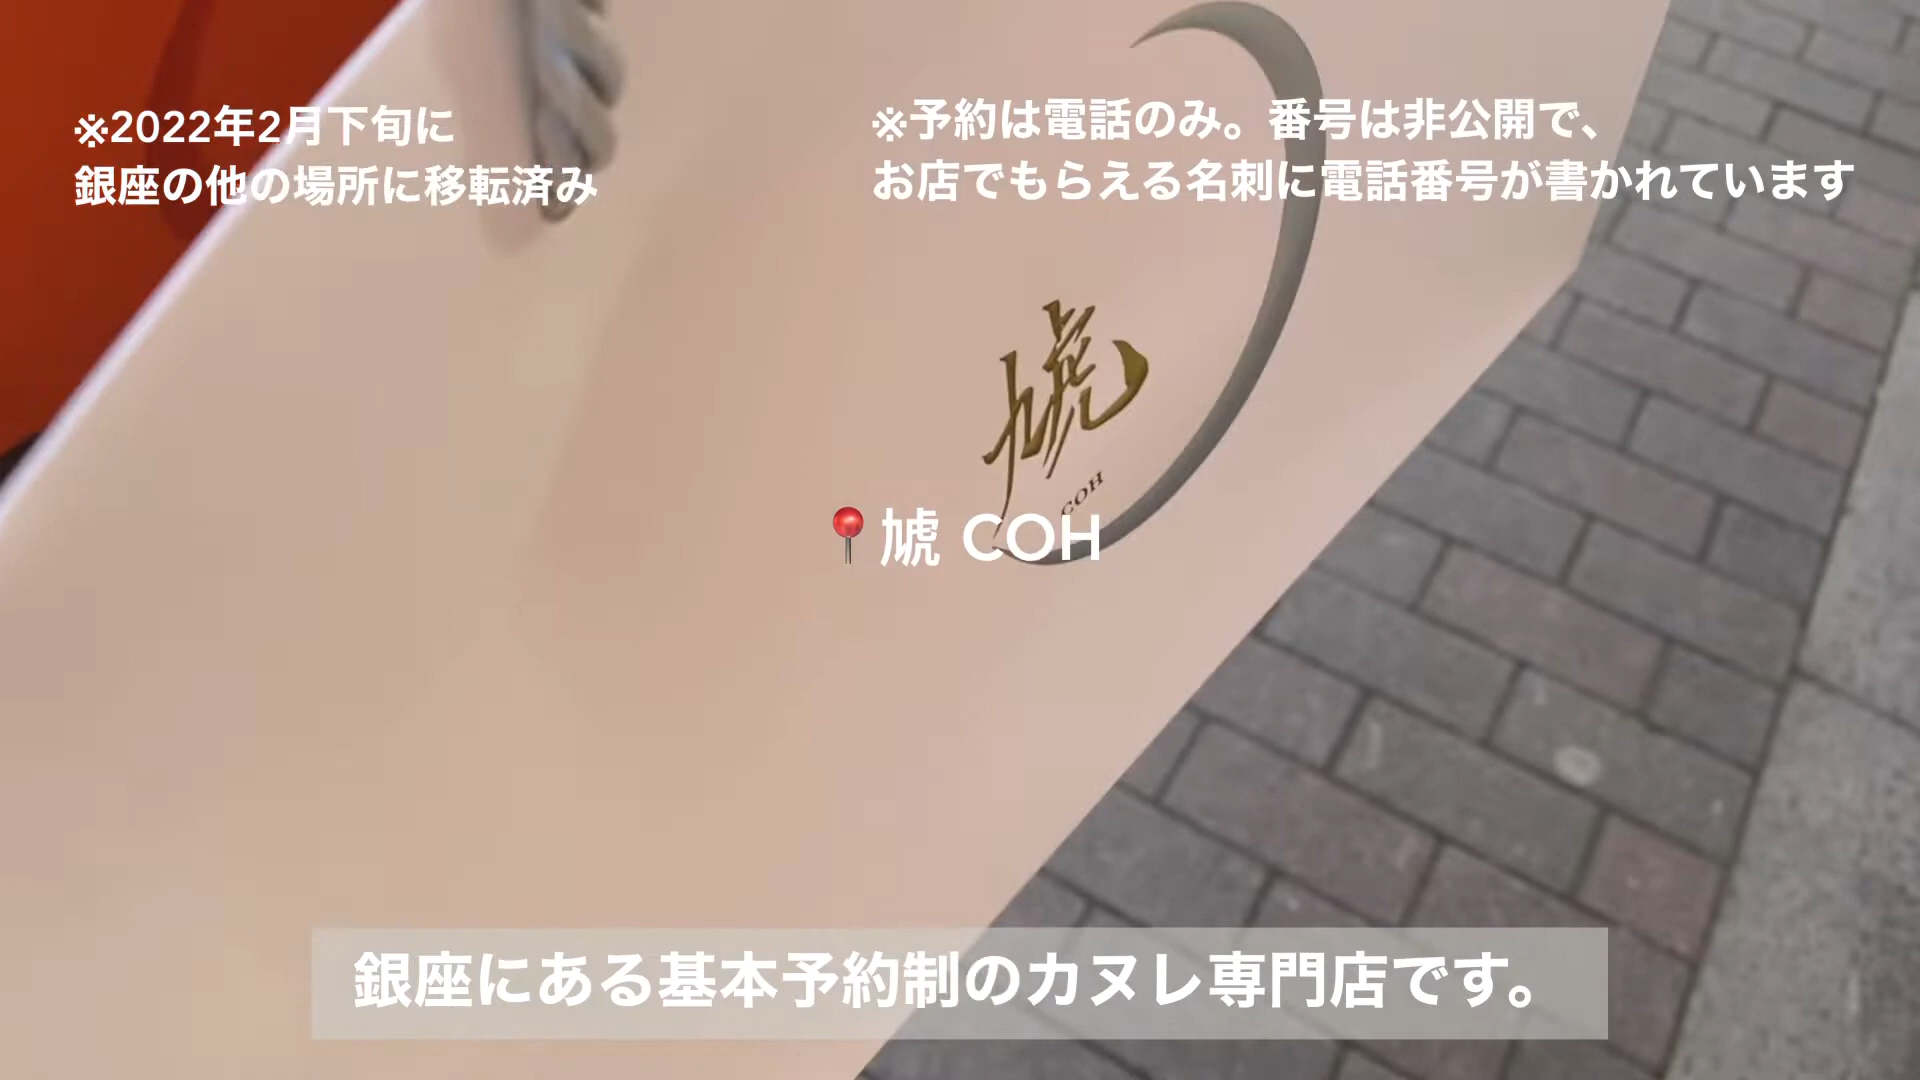 ※2022年2月下旬に
銀座の他の場所に移転済み
※予約は電話のみ。番号は非公開で、
お店でもらえる名刺に電話番号が書かれています
虓
COH
📍虓 COH
銀座にある基本予約制のカヌレ専門店です。